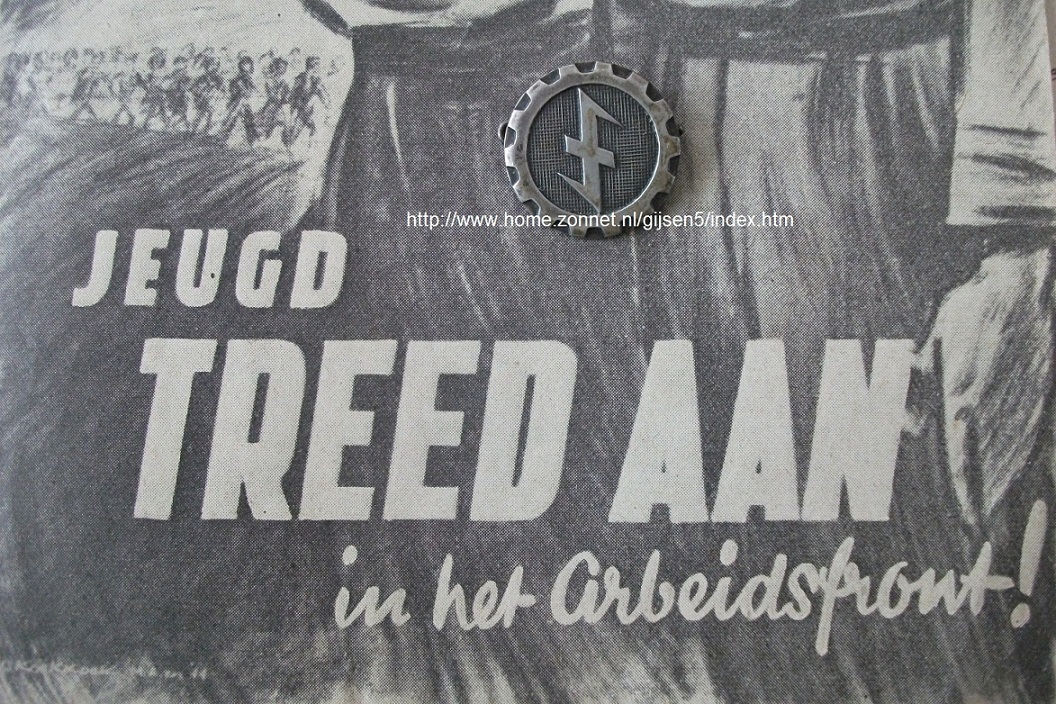 http://www.home.zonnet.nl/gijsen5/index.htm
JEUGD
TREED AAN
in het Arbeidsfront!